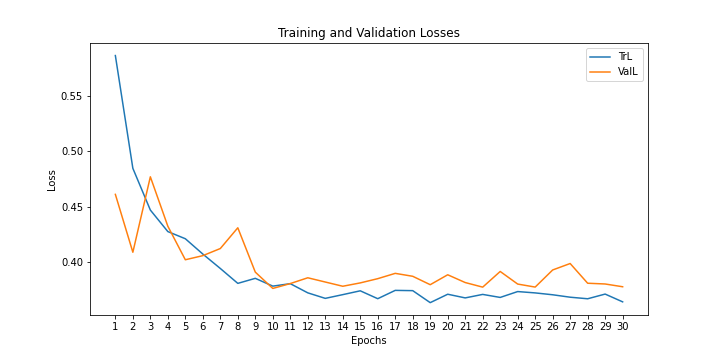 Training and Validation Losses
TrL
ValL
0.55
0.50
0.45
0.40
Loss
1 2 3 4 5 6 7 8 9 10 11 12 13 14 15 16 17 18 19 20 21 22 23 24 25 26 27 28 29 30
Epochs